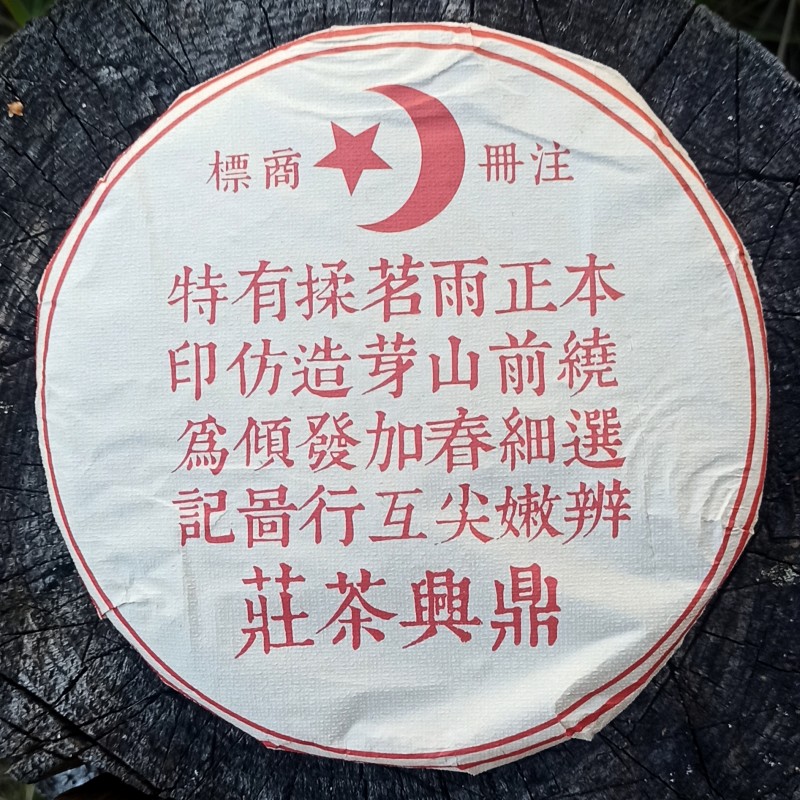 注冊商標
本繞選辨
正前細嫩
雨山春尖
茗芽加互
揉造發行
有仿傾啚
特印爲記
鼎興茶莊